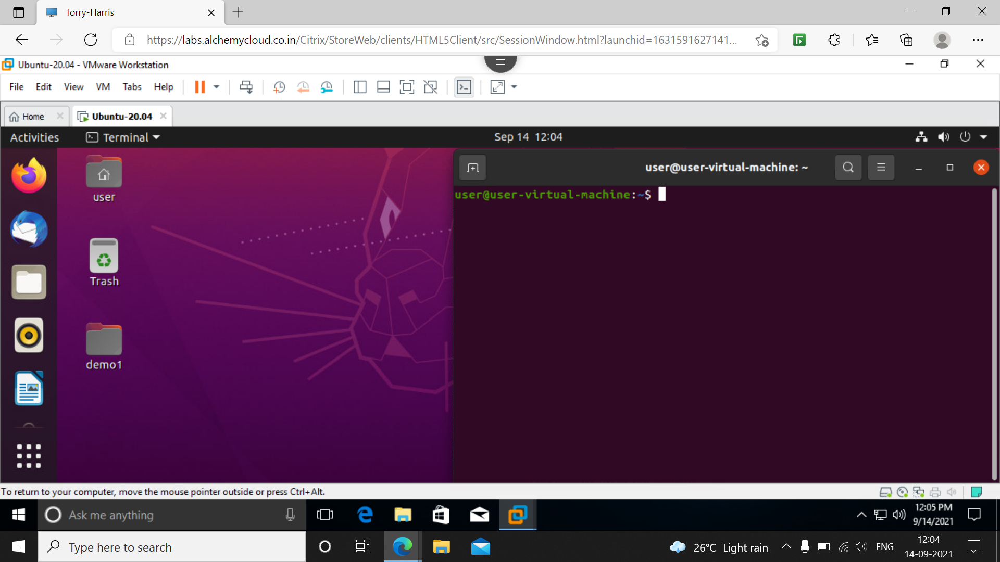 Torry-Harris
https://labs.alchemycloud.co.in/Citrix/StoreWeb/clients/HTML5Client/src/SessionWindow.html?launchid=1631591627141...
Ubuntu-20.04 - VMware Workstation
File Edit View VM Tabs Help
Home Ubuntu-20.04
Activities Terminal Sep 14 12:04
user@user-virtual-machine: ~
user@user-virtual-machine:~$
user
Trash
demo1
To return to your computer, move the mouse pointer outside or press Ctrl+Alt.
Ask me anything
12:05 PM
9/14/2021
Type here to search
26°C Light rain
ENG
12:04
14-09-2021